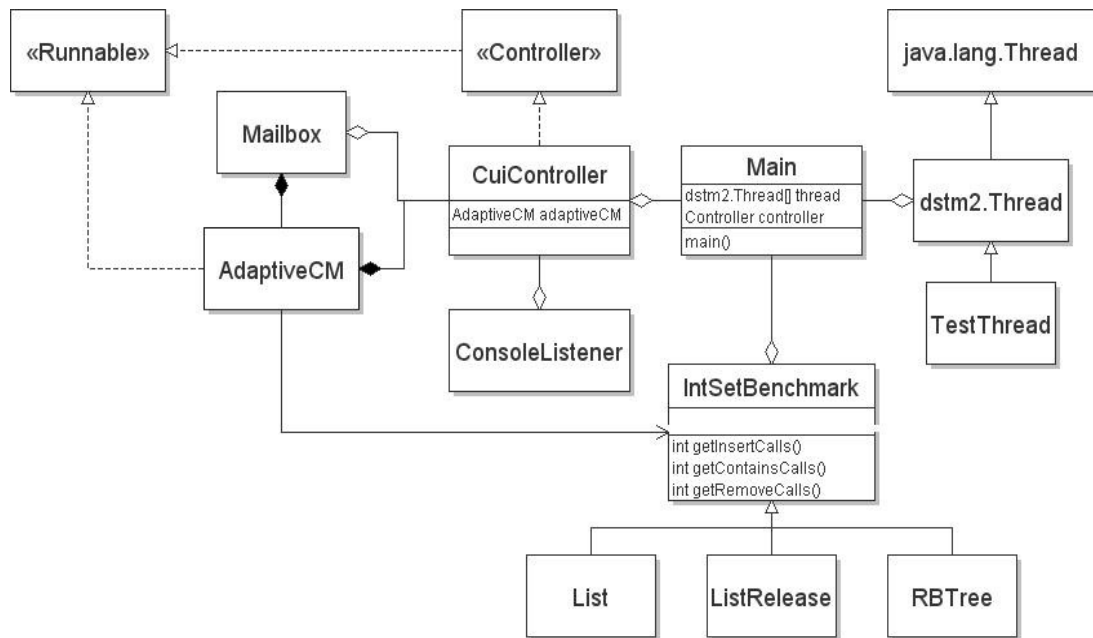 «Runnable»
«Controller»
java.lang.Thread
Mailbox
CuiController
AdaptiveCM adaptiveCM
Main
dstm2.Thread[] thread
Controller controller
main()
dstm2.Thread
AdaptiveCM
ConsoleListener
TestThread
IntSetBenchmark
int getInsertCalls()
int getContainsCalls()
int getRemoveCalls()
List
ListRelease
RBTree